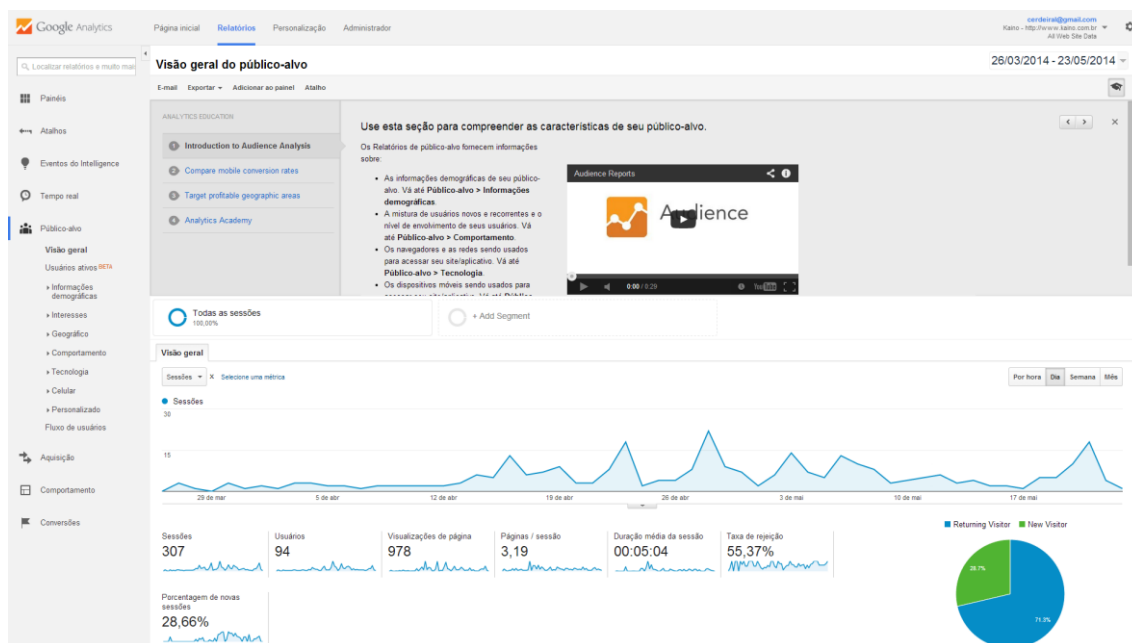 Google Analytics
Página inicial
Relatórios
Personalização
Administrador
cerdeiral@gmail.com
Kaino - http://www.kaino.com.br
All Web Site Data
Localizar relatórios e muito mais
Painéis
Atalhos
Eventos do Intelligence
Tempo real
Público-alvo
Visão geral
Usuários ativos BETA
Informações
demográficas
Interesses
Geográfico
Comportamento
Tecnologia
Celular
Personalizado
Fluxo de usuários
Aquisição
Comportamento
Conversões
Visão geral do público-alvo
26/03/2014 - 23/05/2014
E-mail Exportar Adicionar ao painel Atalho
ANALYTICS EDUCATION
1 Introduction to Audience Analysis
2 Compare mobile conversion rates
3 Target profitable geographic areas
4 Analytics Academy
Use esta seção para compreender as características de seu público-alvo.
Os Relatórios de público-alvo fornecem informações
sobre:
• As informações demográficas de seu público-
alvo. Vá até Público-alvo > Informações
demográficas.
• A mistura de usuários novos e recorrentes e o
nível de envolvimento de seus usuários. Vá
até Público-alvo > Comportamento.
• Os navegadores e as redes sendo usados
para acessar seu site/aplicativo. Vá até
Público-alvo > Tecnologia.
• Os dispositivos móveis sendo usados para
Audience Reports
Audience
0:00 / 0:29
YouTube
Todas as sessões
100,00%
+ Add Segment
Visão geral
Sessões X Selecione uma métrica
Por hora Dia Semana Mês
Sessões
30
15
29 de mar
5 de abr
12 de abr
19 de abr
26 de abr
3 de mai
10 de mai
17 de mai
Sessões
307
Usuários
94
Visualizações de página
978
Páginas / sessão
3,19
Duração média da sessão
00:05:04
Taxa de rejeição
55,37%
Porcentagem de novas
sessões
28,66%
Returning Visitor New Visitor
28.7%
71.3%